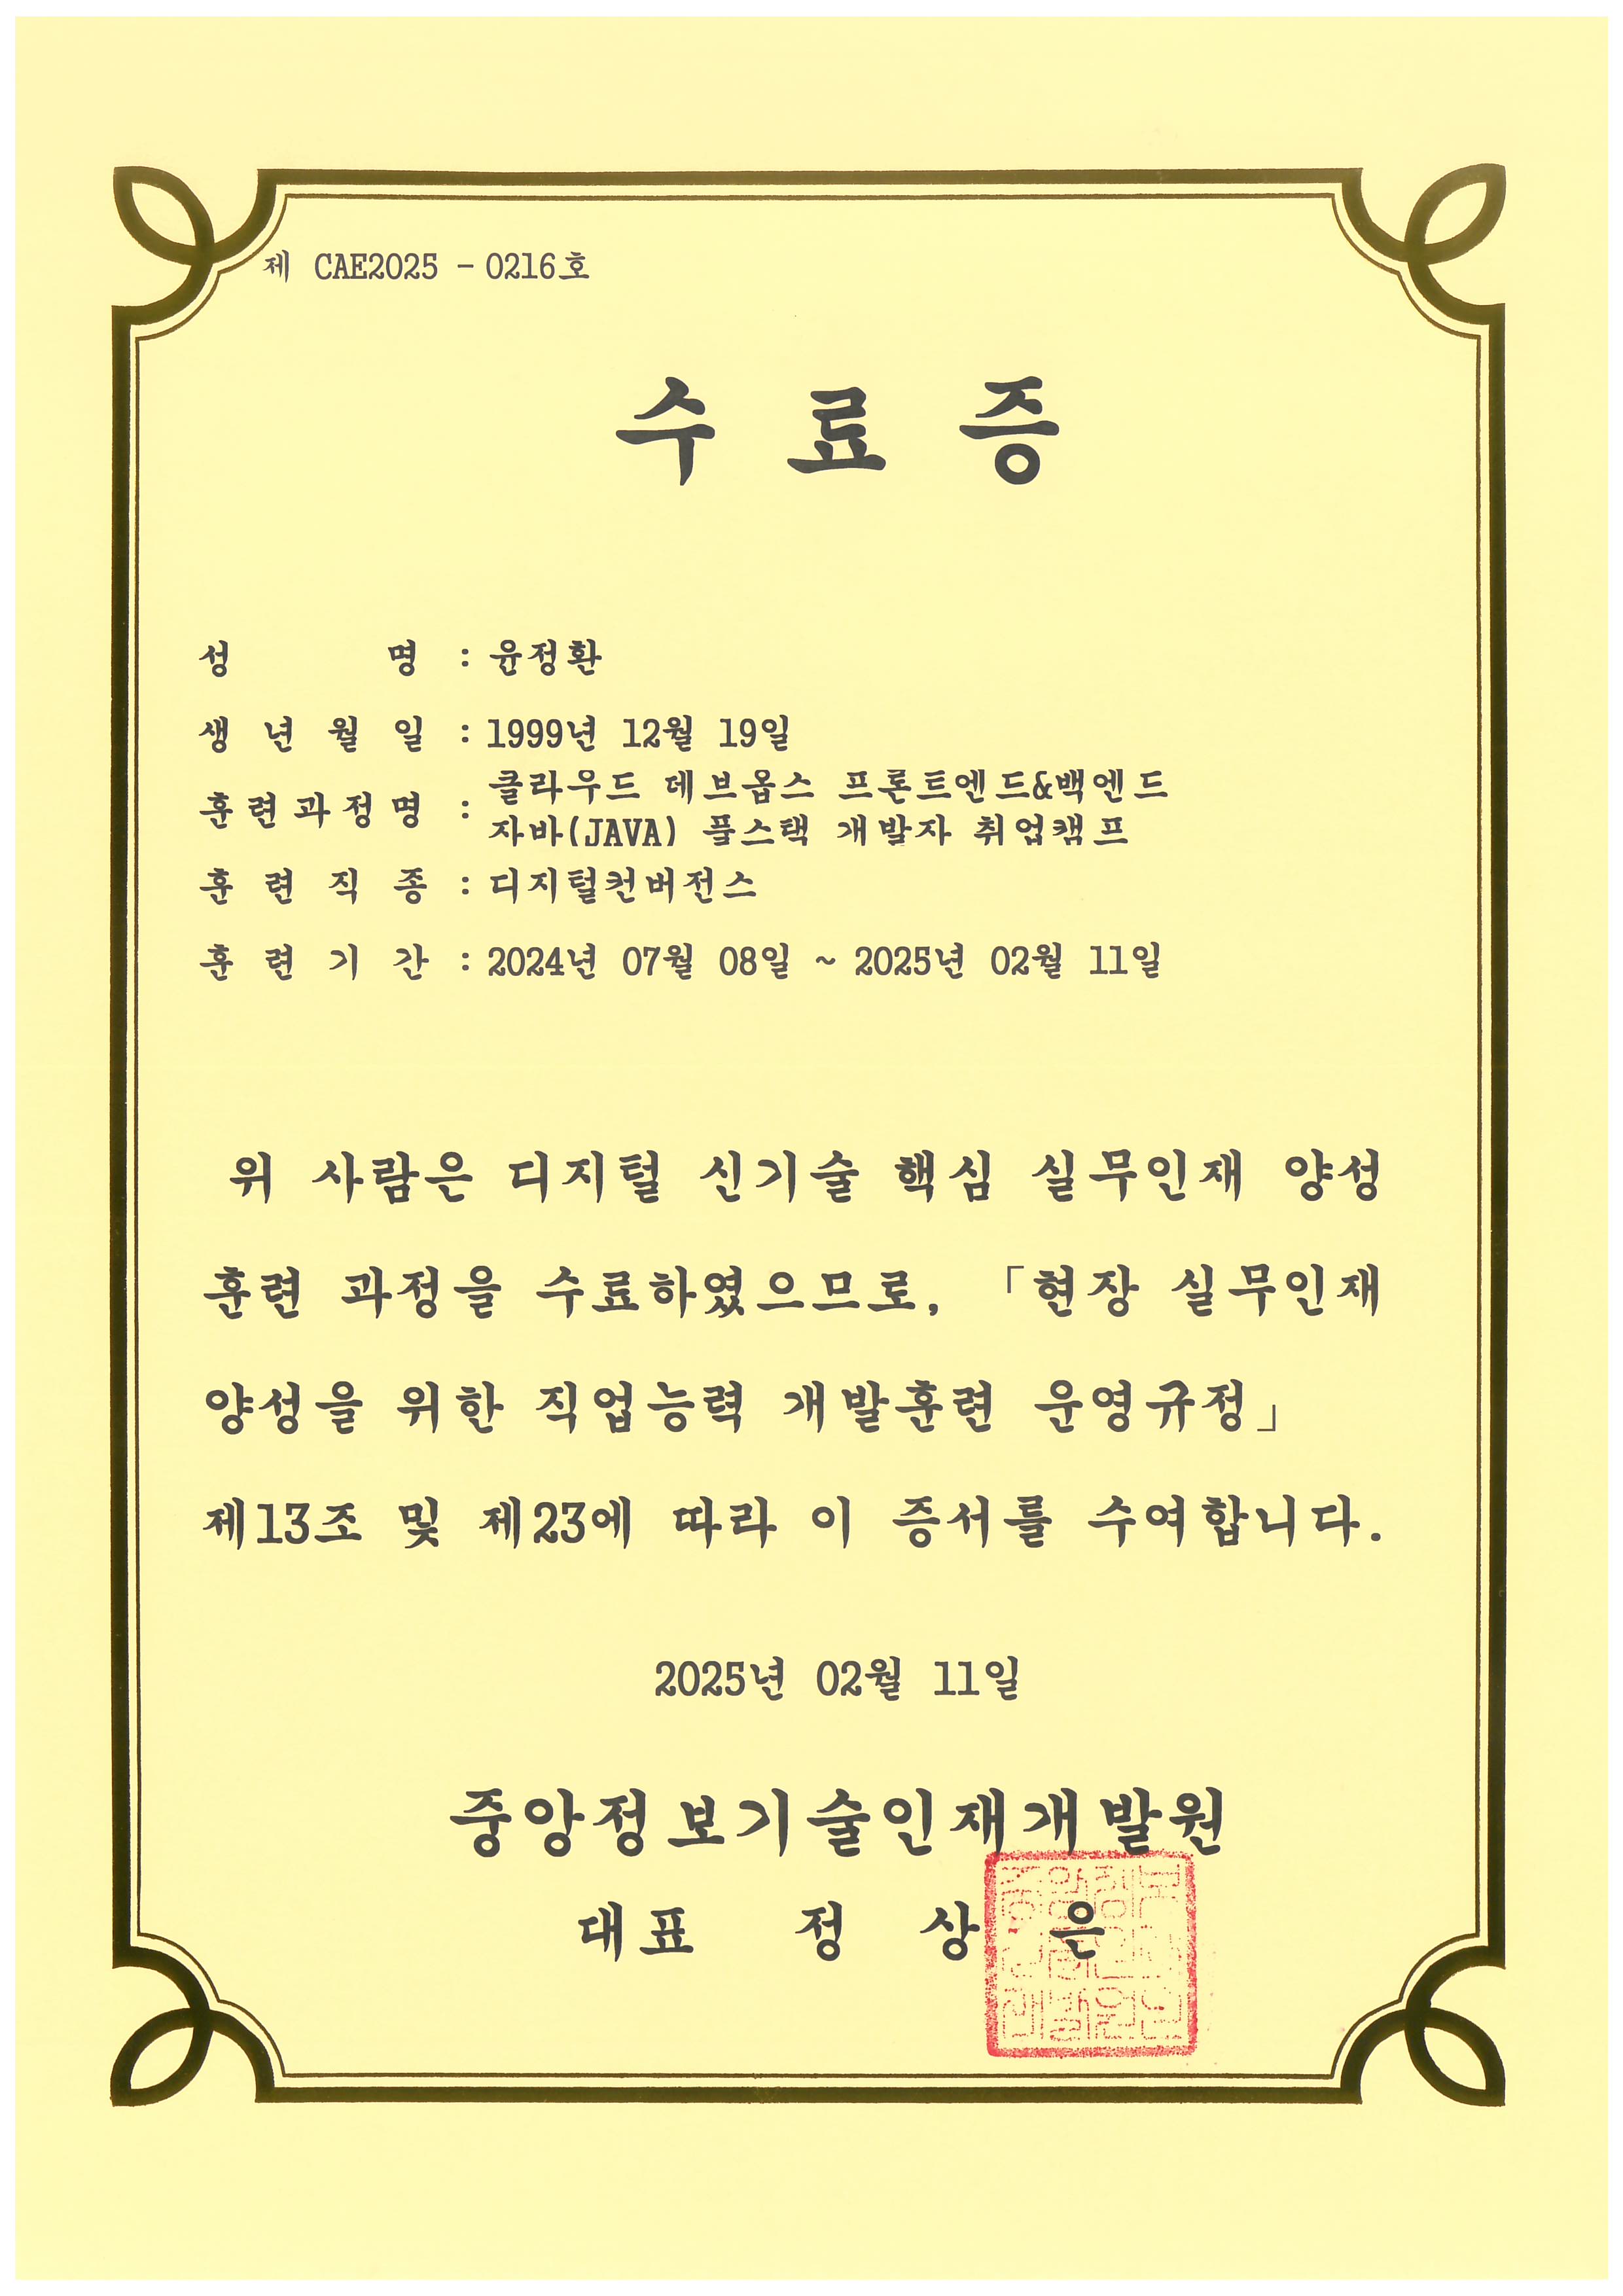 제 CAE2025 - 0216호
수 료 증
성 명 : 윤정환
생 년 월 일 : 1999년 12월 19일
훈련과정명 : 클라우드 데브옵스 프론트엔드&백엔드
자바(JAVA) 풀스택 개발자 취업캠프
훈 련 직 종 : 디지털컨버전스
훈 련 기 간 : 2024년 07월 08일 ~ 2025년 02월 11일
위 사람은 디지털 신기술 핵심 실무인재 양성
훈련 과정을 수료하였으므로, 「현장 실무인재
양성을 위한 직업능력 개발훈련 운영규정」
제13조 및 제23에 따라 이 증서를 수여합니다.
2025년 02월 11일
중앙정보기술인재개발원
대표 정 상 은